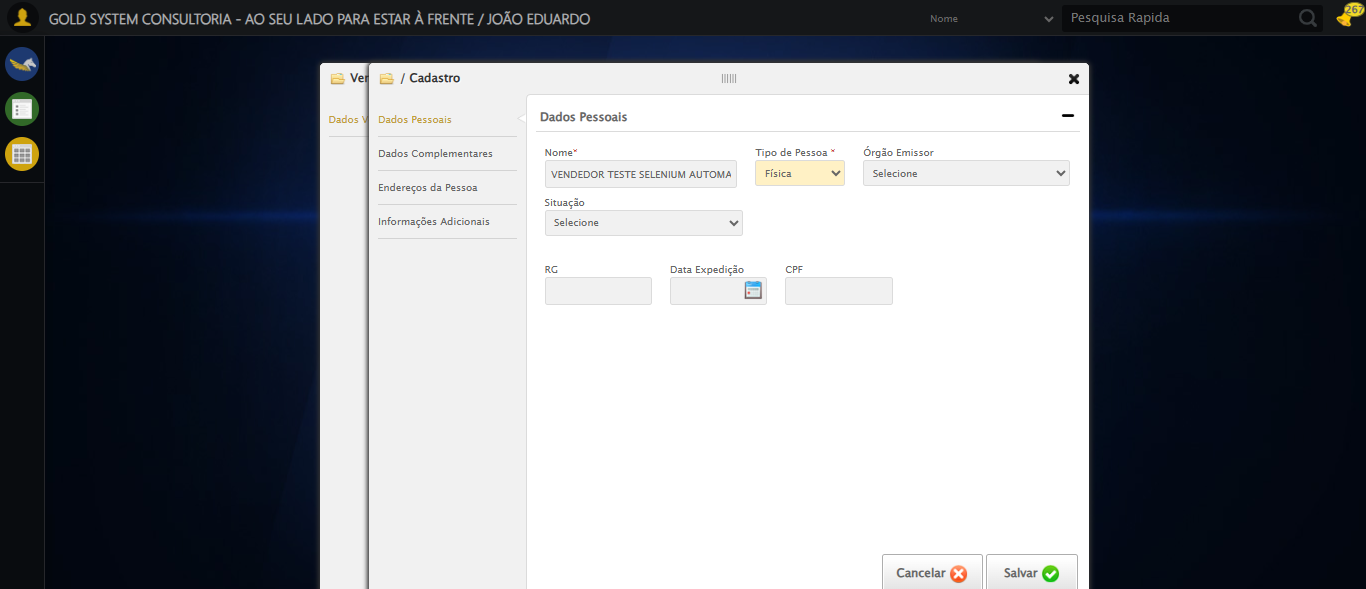 GOLD SYSTEM CONSULTORIA - AO SEU LADO PARA ESTAR À FRENTE / JOÃO EDUARDO
Nome
Pesquisa Rapida
267
Ver
/ Cadastro
Dados V
Dados Pessoais
Dados Complementares
Endereços da Pessoa
Informações Adicionais
Dados Pessoais
Nome*
Tipo de Pessoa *
Órgão Emissor
VENDEDOR TESTE SELENIUM AUTOMA
Física
Selecione
Situação
Selecione
RG
Data Expedição
CPF
Cancelar
Salvar